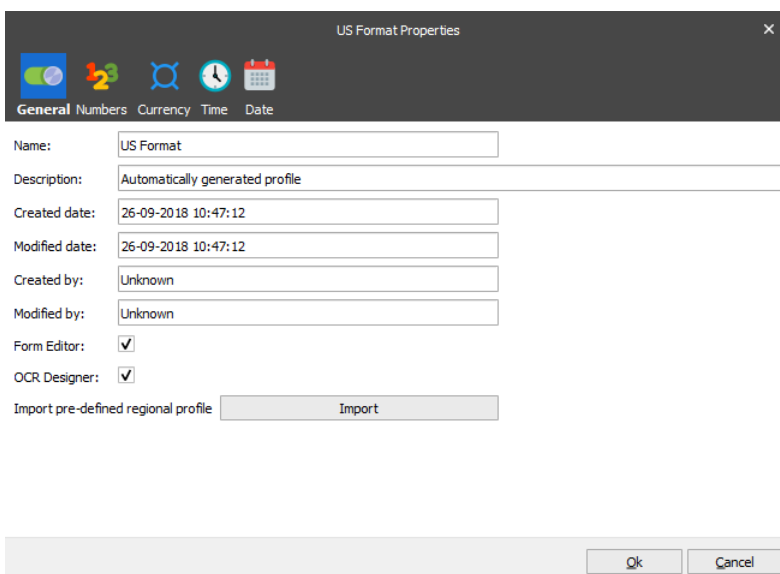 US Format Properties
General Numbers Currency Time Date
Name: US Format
Description: Automatically generated profile
Created date: 26-09-2018 10:47:12
Modified date: 26-09-2018 10:47:12
Created by: Unknown
Modified by: Unknown
Form Editor:
OCR Designer:
Import pre-defined regional profile Import
Ok Cancel